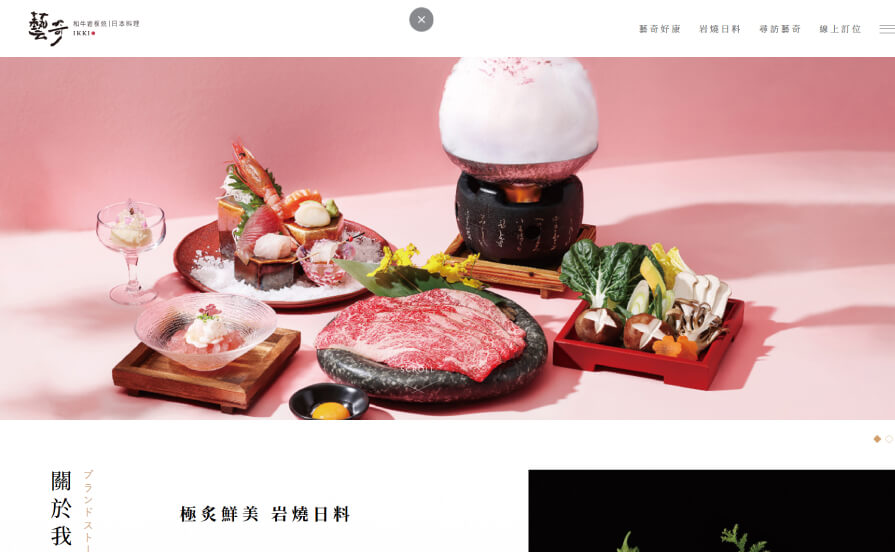 藝奇
和牛岩板燒|日本料理
IKKI
藝奇好康
岩燒日料
尋訪藝奇
線上訂位
SCROLL
關於我
ブランドストー
極炙鮮美 岩燒日料